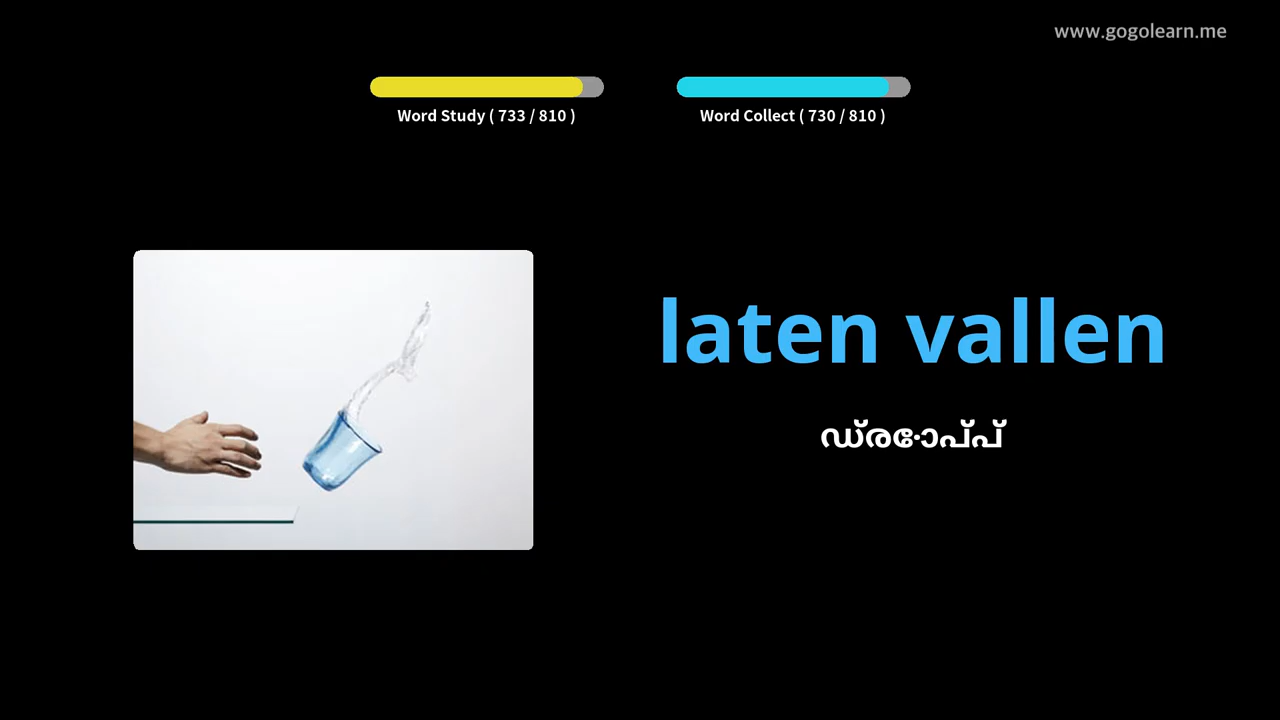 www.gogolearn.me
Word Study ( 733 / 810 )
Word Collect ( 730 / 810 )
laten vallen
ഡ്രോപ്പ്